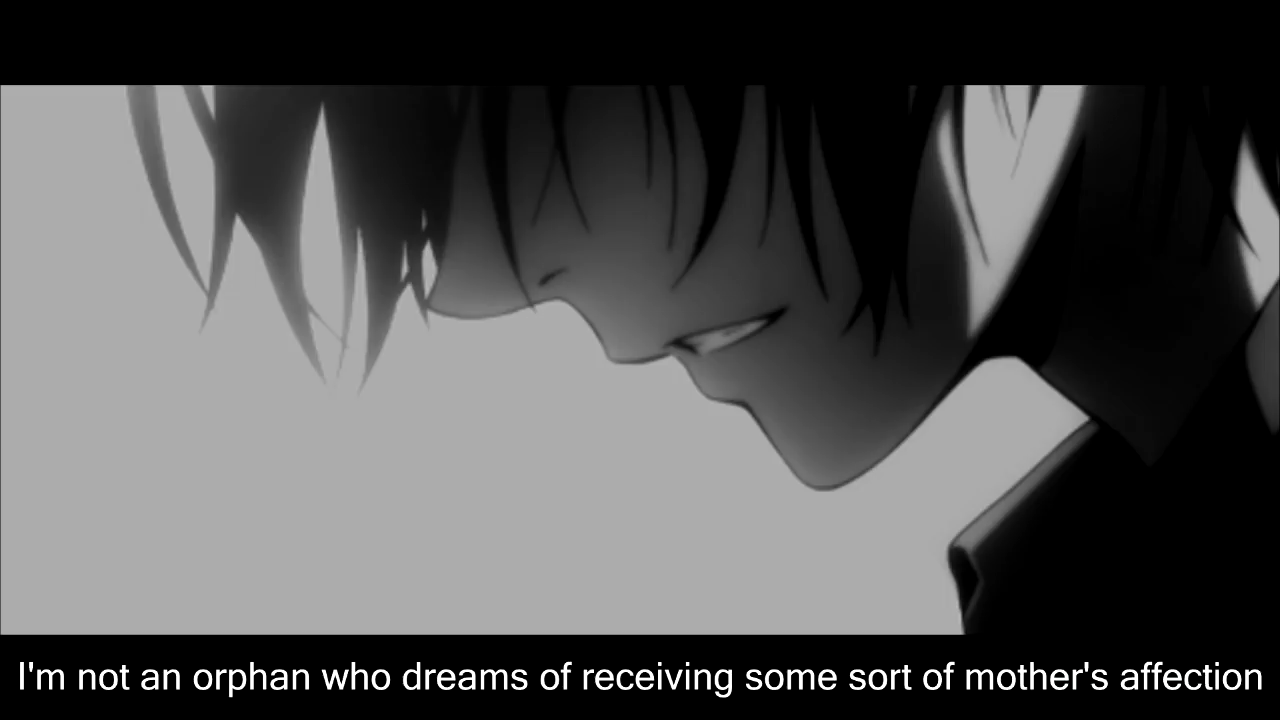 I'm not an orphan who dreams of receiving some sort of mother's affection